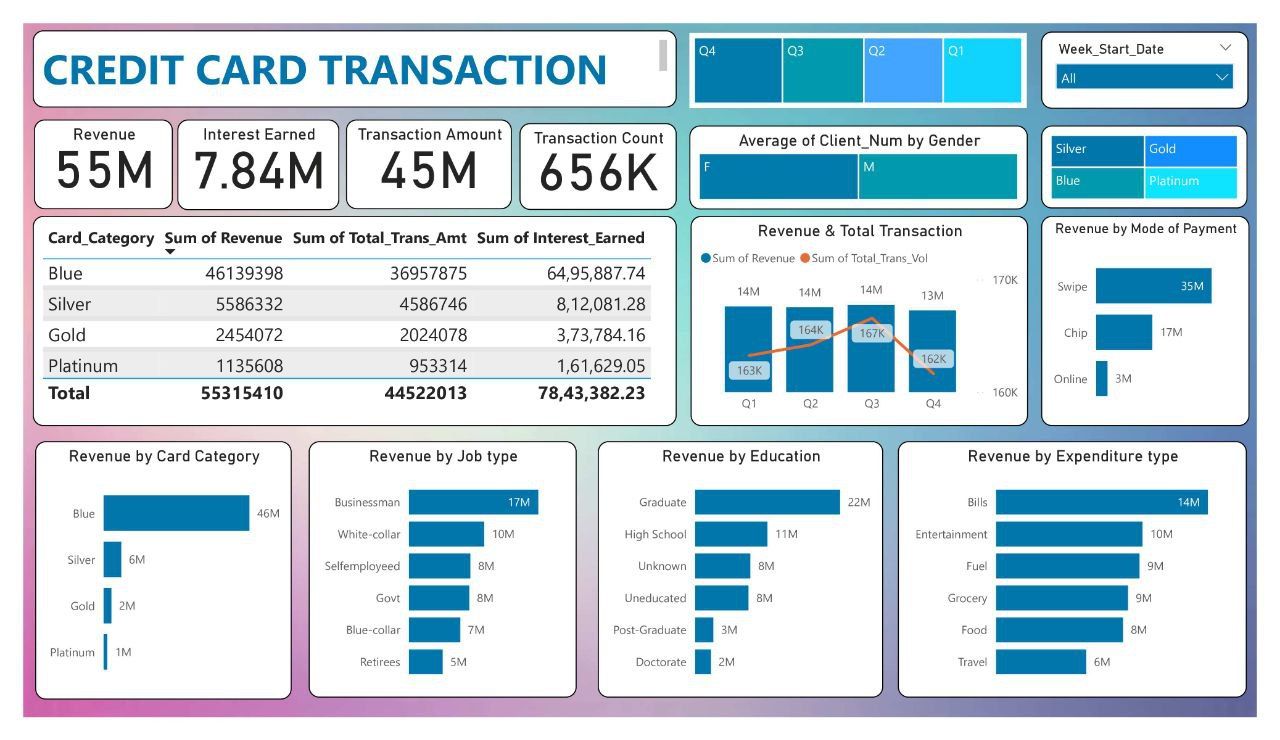 CREDIT CARD TRANSACTION
Q4 Q3 Q2 Q1
Week_Start_Date
All
Revenue
55M
Interest Earned
7.84M
Transaction Amount
45M
Transaction Count
656K
Average of Client_Num by Gender
F M
Silver Gold
Blue Platinum
Card_Category Sum of Revenue Sum of Total_Trans_Amt Sum of Interest_Earned
Blue 46139398 36957875 64,95,887.74
Silver 5586332 4586746 8,12,081.28
Gold 2454072 2024078 3,73,784.16
Platinum 1135608 953314 1,61,629.05
Total 55315410 44522013 78,43,382.23
Revenue & Total Transaction
Sum of Revenue Sum of Total_Trans_Vol
170K
14M 14M 14M 13M
163K 164K 167K 162K
160K
Q1 Q2 Q3 Q4
Revenue by Mode of Payment
Swipe 35M
Chip 17M
Online 3M
Revenue by Card Category
Blue 46M
Silver 6M
Gold 2M
Platinum 1M
Revenue by Job type
Businessman 17M
White-collar 10M
Selfemployeed 8M
Govt 8M
Blue-collar 7M
Retirees 5M
Revenue by Education
Graduate 22M
High School 11M
Unknown 8M
Uneducated 8M
Post-Graduate 3M
Doctorate 2M
Revenue by Expenditure type
Bills 14M
Entertainment 10M
Fuel 9M
Grocery 9M
Food 8M
Travel 6M